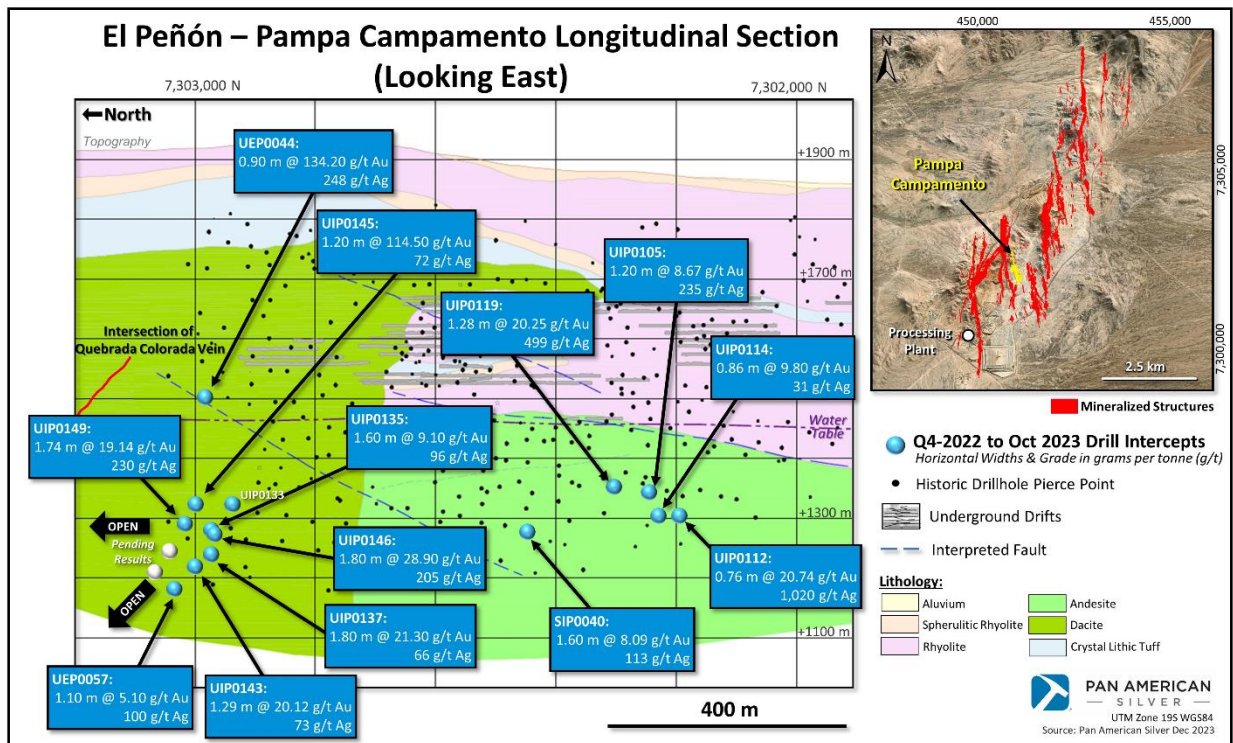 El Peñón – Pampa Campamento Longitudinal Section
(Looking East)
7,303,000 N
7,302,000 N
North
Topography
+1900 m
+1700 m
+1300 m
+1100 m
UEP0044:
0.90 m @ 134.20 g/t Au
248 g/t Ag
UIP0145:
1.20 m @ 114.50 g/t Au
72 g/t Ag
UIP0105:
1.20 m @ 8.67 g/t Au
235 g/t Ag
UIP0119:
1.28 m @ 20.25 g/t Au
499 g/t Ag
UIP0114:
0.86 m @ 9.80 g/t Au
31 g/t Ag
Intersection of
Quebrada Colorada Vein
UIP0149:
1.74 m @ 19.14 g/t Au
230 g/t Ag
UIP0135:
1.60 m @ 9.10 g/t Au
96 g/t Ag
Water
Table
UIP0133
OPEN
Pending
Results
OPEN
UIP0146:
1.80 m @ 28.90 g/t Au
205 g/t Ag
UIP0112:
0.76 m @ 20.74 g/t Au
1,020 g/t Ag
UIP0137:
1.80 m @ 21.30 g/t Au
66 g/t Ag
SIP0040:
1.60 m @ 8.09 g/t Au
113 g/t Ag
UEP0057:
1.10 m @ 5.10 g/t Au
100 g/t Ag
UIP0143:
1.29 m @ 20.12 g/t Au
73 g/t Ag
400 m
450,000
455,000
N
Pampa
Campamento
7,305,000
7,300,000
Processing
Plant
2.5 km
Mineralized Structures
Q4-2022 to Oct 2023 Drill Intercepts
Horizontal Widths & Grade in grams per tonne (g/t)
Historic Drillhole Pierce Point
Underground Drifts
Interpreted Fault
Lithology:
Aluvium
Andesite
Spherulitic Rhyolite
Dacite
Rhyolite
Crystal Lithic Tuff
PAN AMERICAN
— SILVER —
UTM Zone 19S WGS84
Source: Pan American Silver Dec 2023